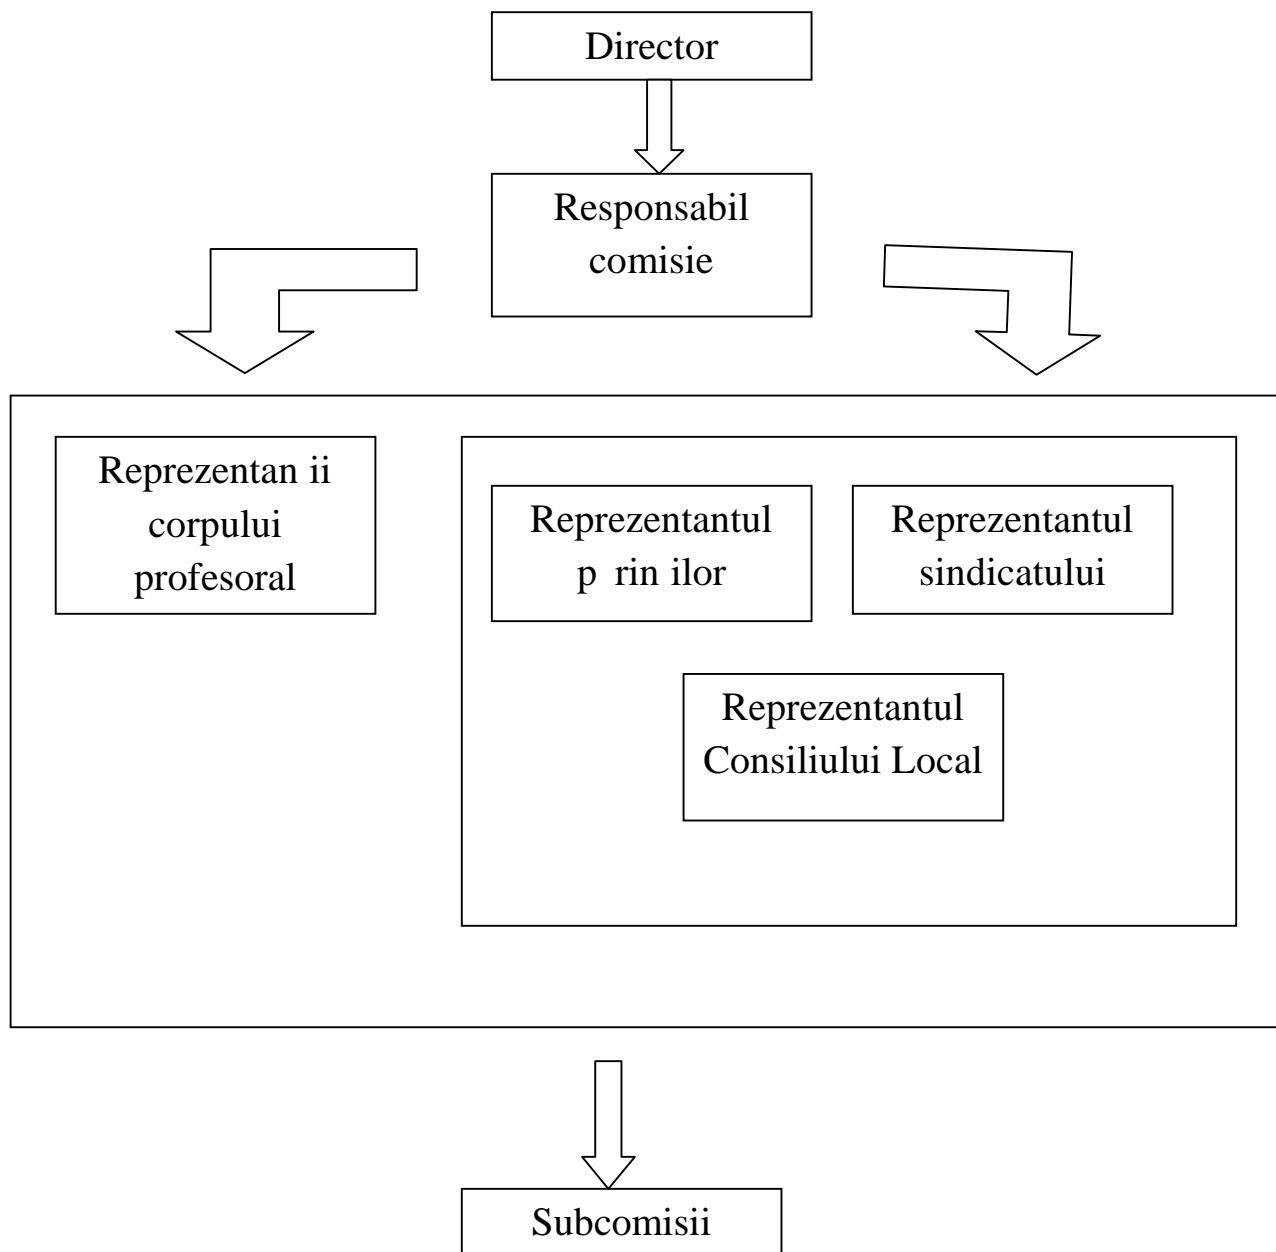 Director
Responsabil
comisie
Reprezentan ii
corpului
profesoral
Reprezentantul
p rin ilor
Reprezentantul
sindicatului
Reprezentantul
Consiliului Local
Subcomisii